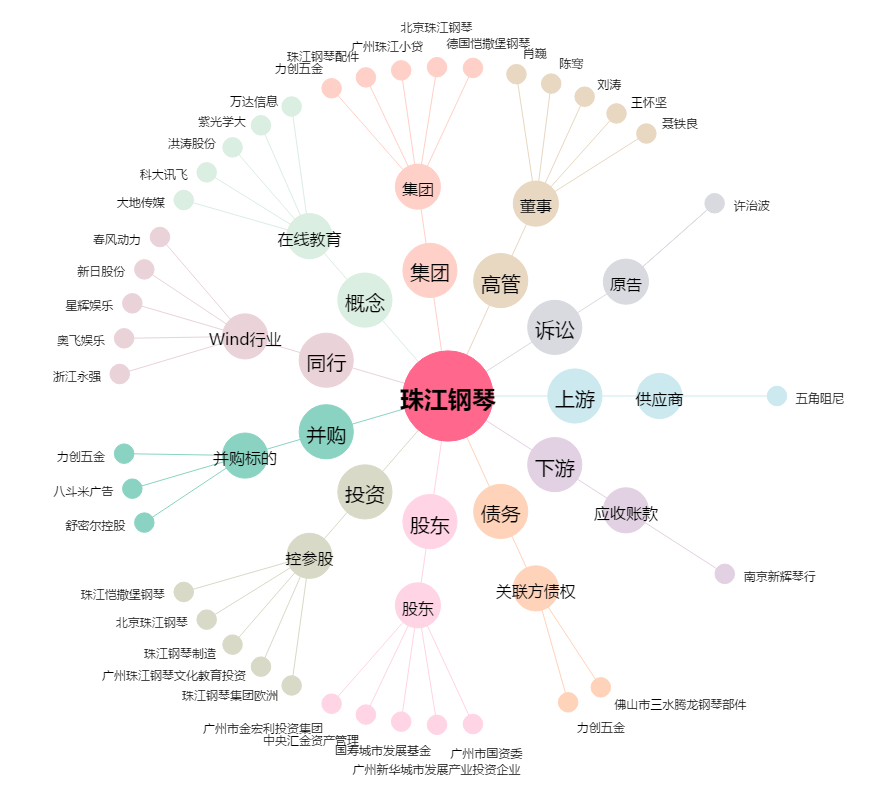 北京珠江钢琴
广州珠江小贷
德国恺撒堡钢琴
珠江钢琴配件
力创五金
肖巍
陈骞
刘涛
王怀坚
聂铁良
万达信息
紫光学大
洪涛股份
科大讯飞
大地传媒
集团
董事
许治波
在线教育
集团
高管
原告
春风动力
新日股份
星辉娱乐
奥飞娱乐
浙江永强
概念
诉讼
Wind行业
同行
珠江钢琴
上游
供应商
五角阻尼
并购
并购标的
力创五金
八斗米广告
舒密尔控股
下游
应收账款
南京新辉琴行
投资
股东
债务
控参股
关联方债权
珠江恺撒堡钢琴
北京珠江钢琴
珠江钢琴制造
广州珠江钢琴文化教育投资
珠江钢琴集团欧洲
股东
佛山市三水腾龙钢琴部件
力创五金
广州市金宏利投资集团
中央汇金资产管理
国寿城市发展基金
广州市国资委
广州新华城市发展产业投资企业